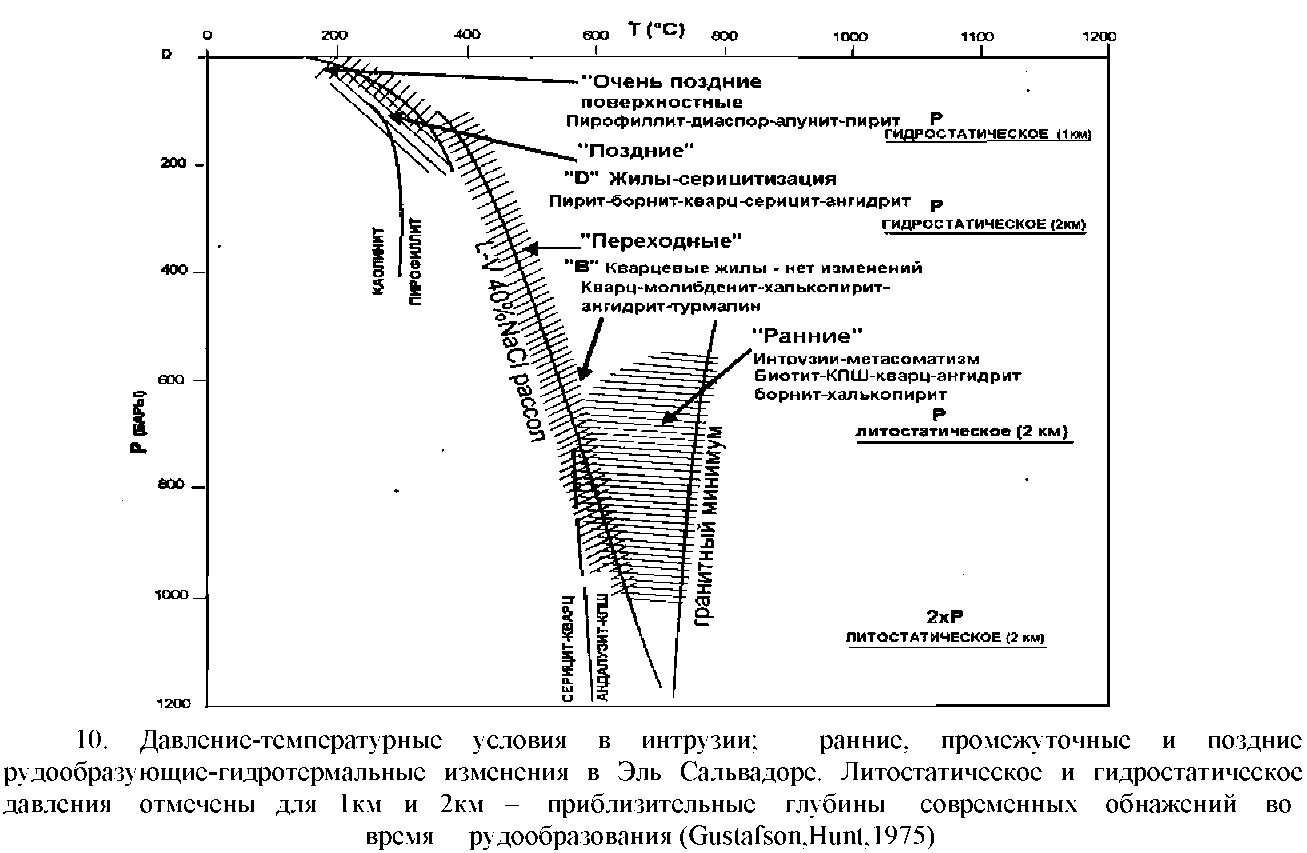 T (°C)
0 200 400 600 800 1000 1100 1200
"Очень поздние
поверхностные
Пирофиллит-диаспор-алунит-пирит
P
ГИДРОСТАТИЧЕСКОЕ (1км)
"Поздние"
200
"D" Жилы-серицитизация
Пирит-борнит-кварц-серицит-ангидрит
P
ГИДРОСТАТИЧЕСКОЕ (2км)
"Переходные"
400
"B" Кварцевые жилы - нет изменений
Кварц-молибденит-халькопирит-
ангидрит-турмалин
КАОЛИНИТ
ПИРОФИЛЛИТ
L-V 40%NaCl рассол
"Ранние"
Интрузии-метасоматизм
Биотит-КПШ-кварц-ангидрит
борнит-халькопирит
600
P
литостатическое (2 км)
P (БАРЫ)
800
гранитный минимум
1000
2xP
ЛИТОСТАТИЧЕСКОЕ (2 км)
СЕРИЦИТ-КВАРЦ
АНДАЛУЗИТ-КПШ
1200
10. Давление-температурные условия в интрузии; ранние, промежуточные и поздние
рудообразующие-гидротермальные изменения в Эль Сальвадоре. Литостатическое и гидростатическое
давления отмечены для 1км и 2км – приблизительные глубины современных обнажений во
время рудообразования (Gustafson,Hunt,1975)